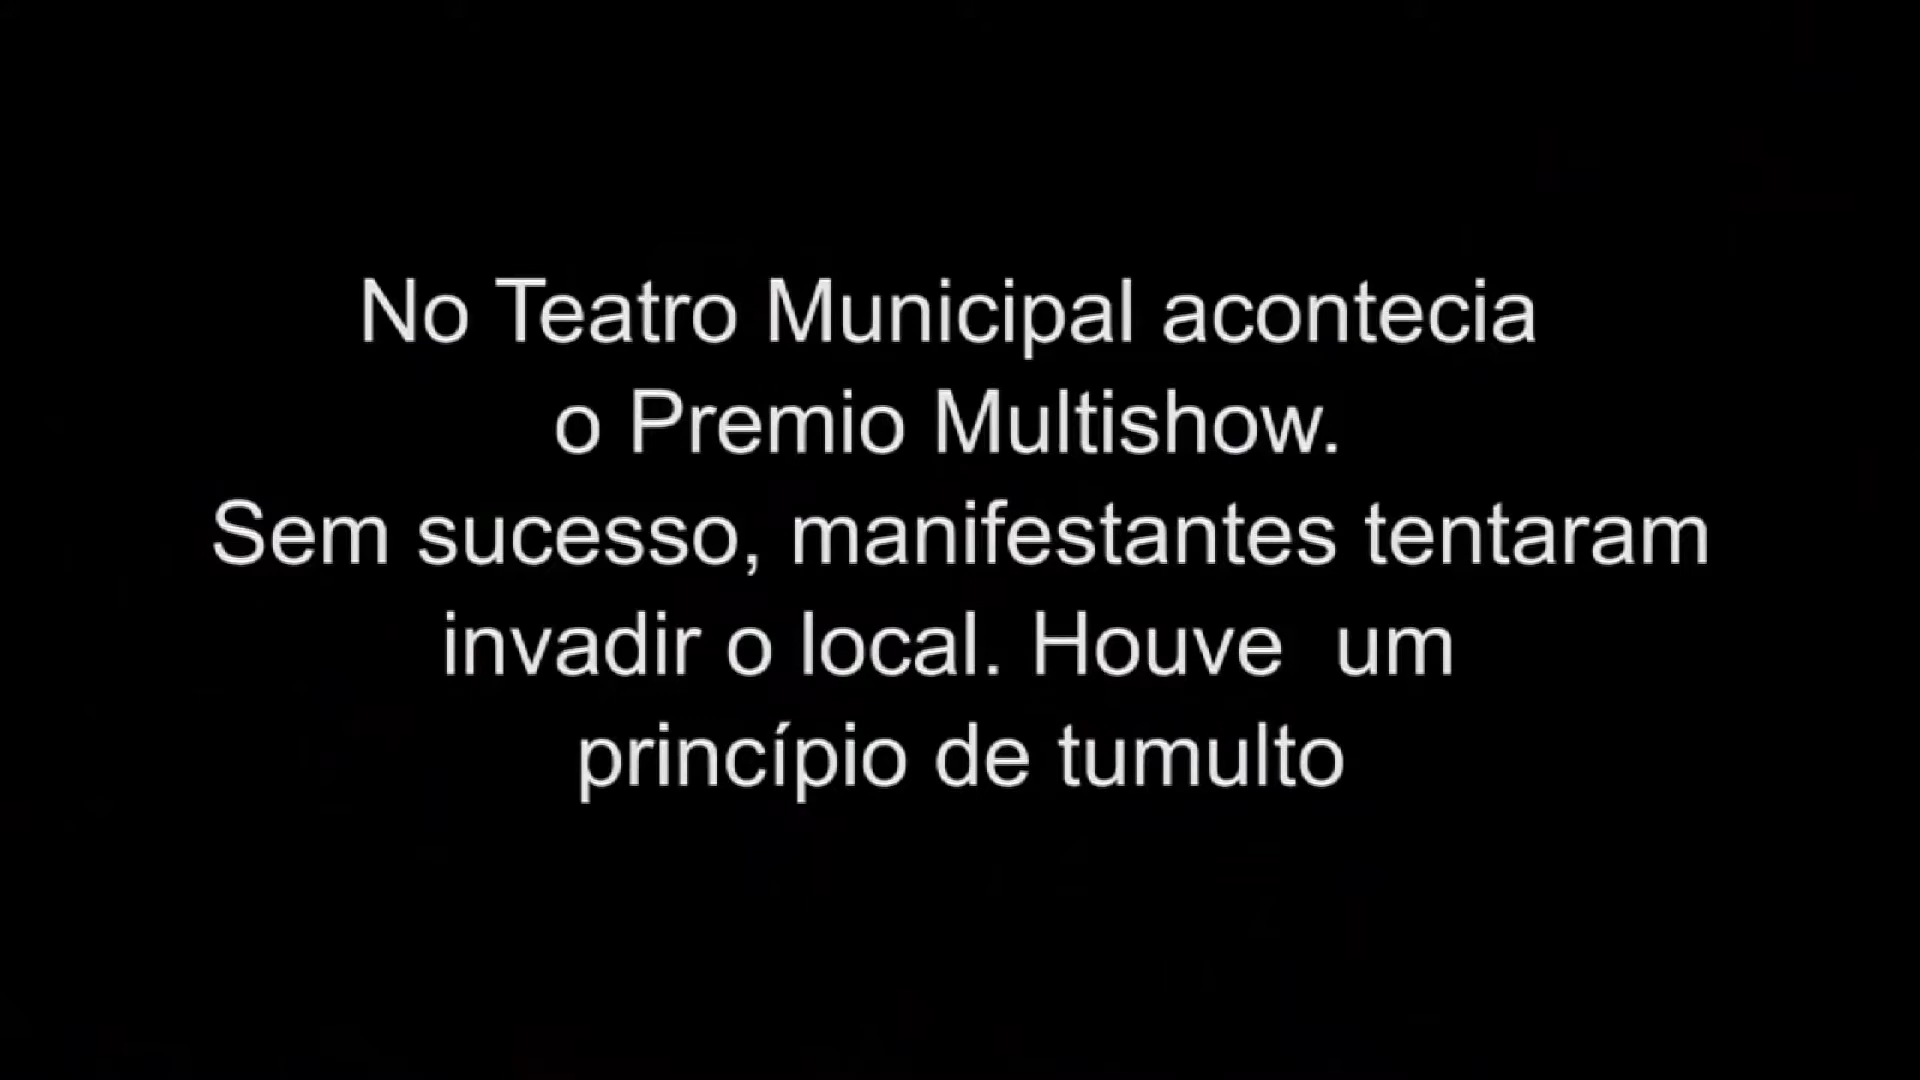 No Teatro Municipal acontecia
o Premio Multishow.
Sem sucesso, manifestantes tentaram
invadir o local. Houve  um
princípio de tumulto